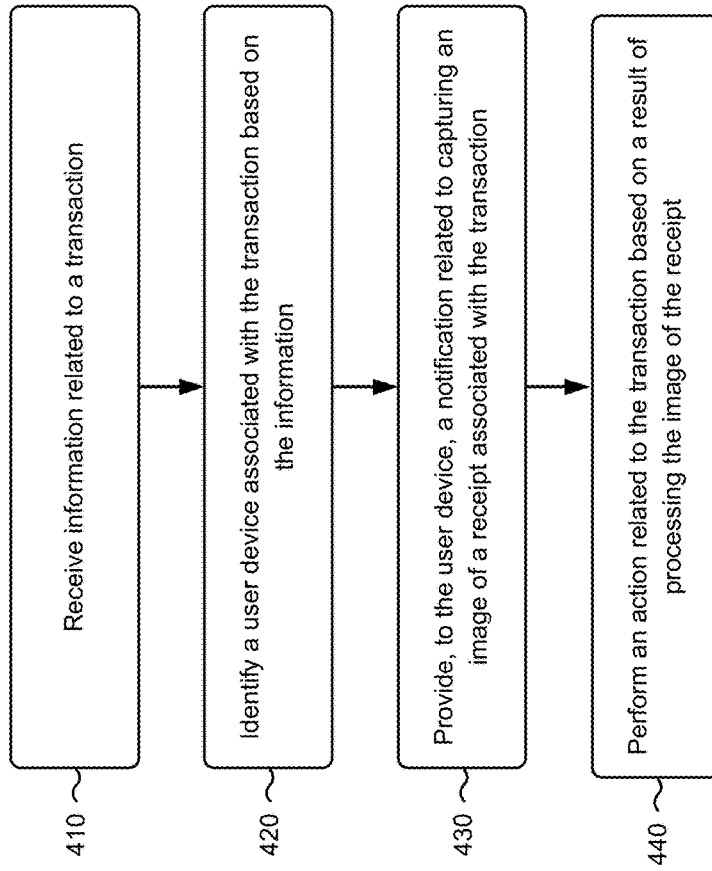 410
Receive information related to a transaction
420
Identify a user device associated with the transaction based on
the information
430
Provide, to the user device, a notification related to capturing an
image of a receipt associated with the transaction
440
Perform an action related to the transaction based on a result of
processing the image of the receipt